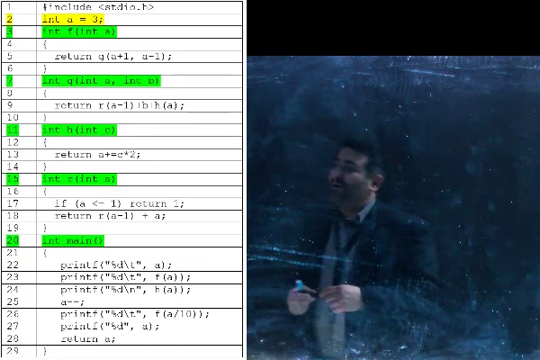 1 #include <stdio.h>
2 int a = 3;
3 int f(int a)
4 {
5 return g(a+1, a-1);
6 }
7 int g(int a, int b)
8 {
9 return r(a-1)+b+h(a);
10 }
11 int h(int c)
12 {
13 return a+=c*2;
14 }
15 int r(int a)
16 {
17 if (a <= 1) return 1;
18 return r(a-1) + a;
19 }
20 int main()
21 {
22 printf("%d\t", a);
23 printf("%d\t", f(a));
24 printf("%d\n", h(a));
25 a--;
26 printf("%d\t", f(a/10));
27 printf("%d", a);
28 return a;
29 }